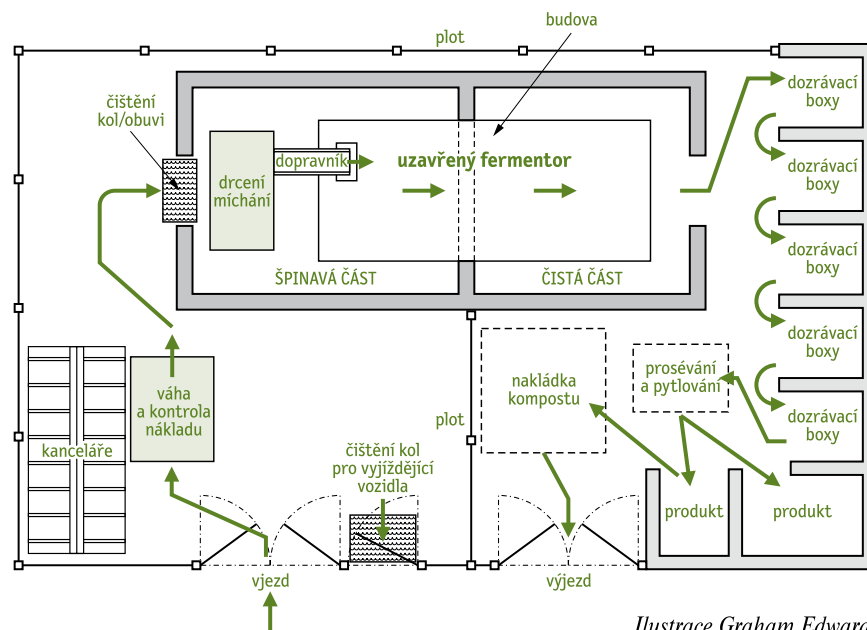 budova
plot
čištění
kol/obuvi
dozrávací
boxy
dopravník
uzavřený fermentor
drcení
míchání
dozrávací
boxy
dozrávací
boxy
ŠPINAVÁ ČÁST
ČISTÁ ČÁST
dozrávací
boxy
váha
a kontrola
nákladu
nakládka
kompostu
prosévání
a pytlování
plot
dozrávací
boxy
kanceláře
čištění kol
pro vyjíždějící
vozidla
produkt
produkt
vjezd
výjezd
Ilustrace Graham Edward